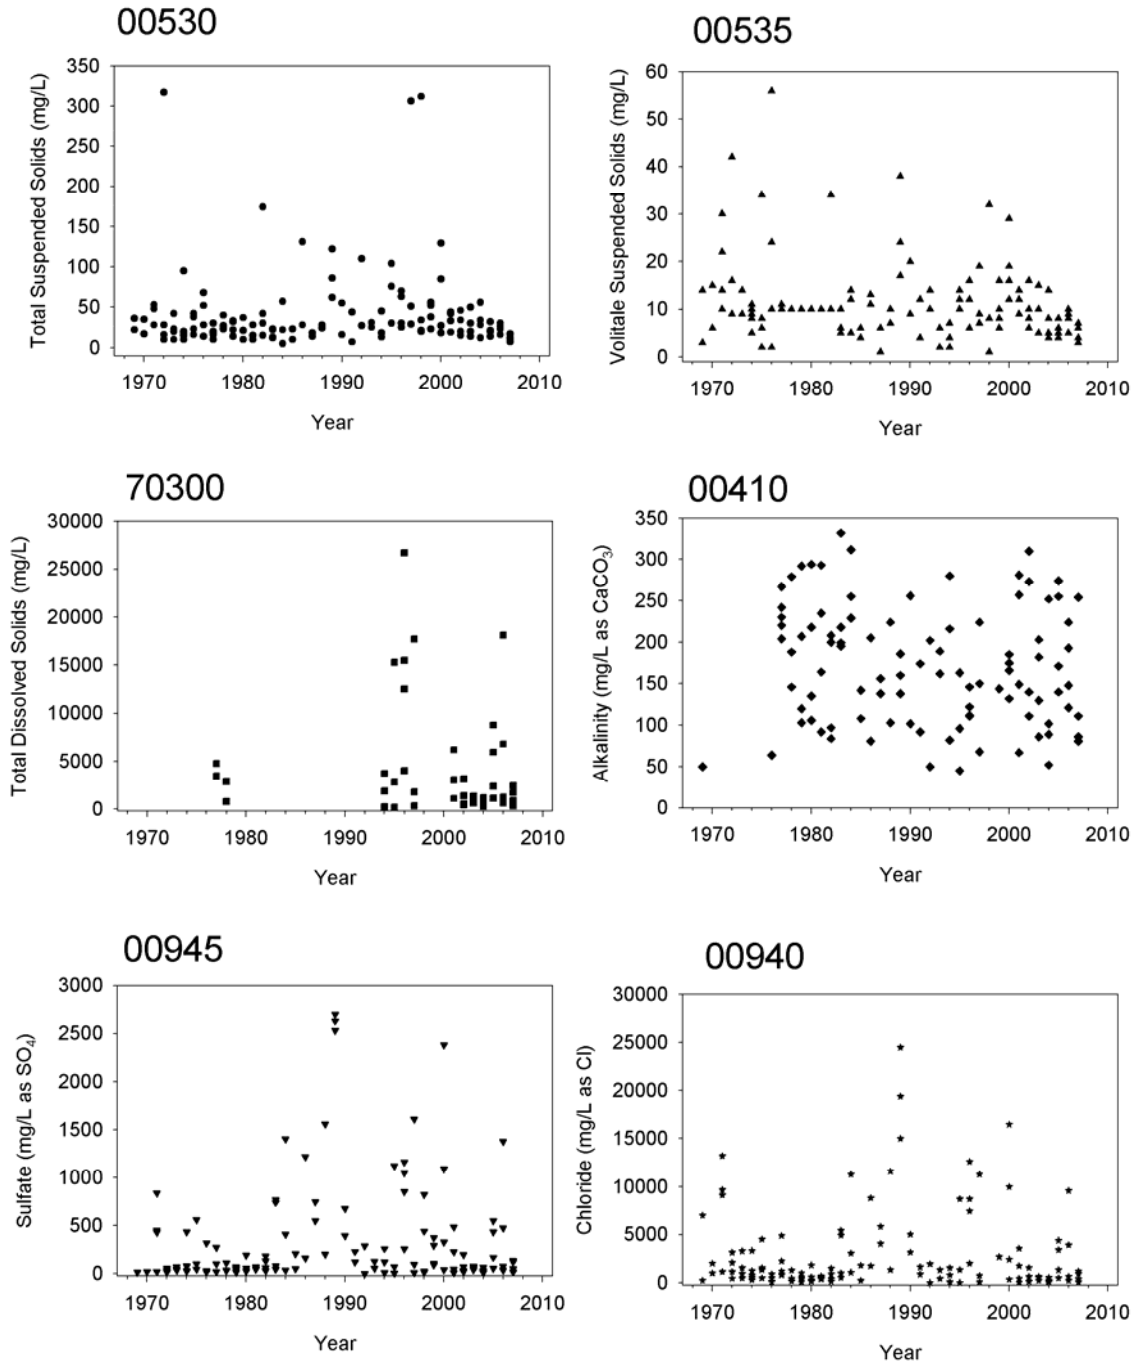 00530
350
300
250
200
150
100
50
0
Total Suspended Solids (mg/L)
1970 1980 1990 2000 2010
Year
00535
60
50
40
30
20
10
0
Volitale Suspended Solids (mg/L)
1970 1980 1990 2000 2010
Year
70300
30000
25000
20000
15000
10000
5000
0
Total Dissolved Solids (mg/L)
1970 1980 1990 2000 2010
Year
00410
350
300
250
200
150
100
50
0
Alkalinity (mg/L as CaCO₃)
1970 1980 1990 2000 2010
Year
00945
3000
2500
2000
1500
1000
500
0
Sulfate (mg/L as SO₄)
1970 1980 1990 2000 2010
Year
00940
30000
25000
20000
15000
10000
5000
0
Chloride (mg/L as Cl)
1970 1980 1990 2000 2010
Year